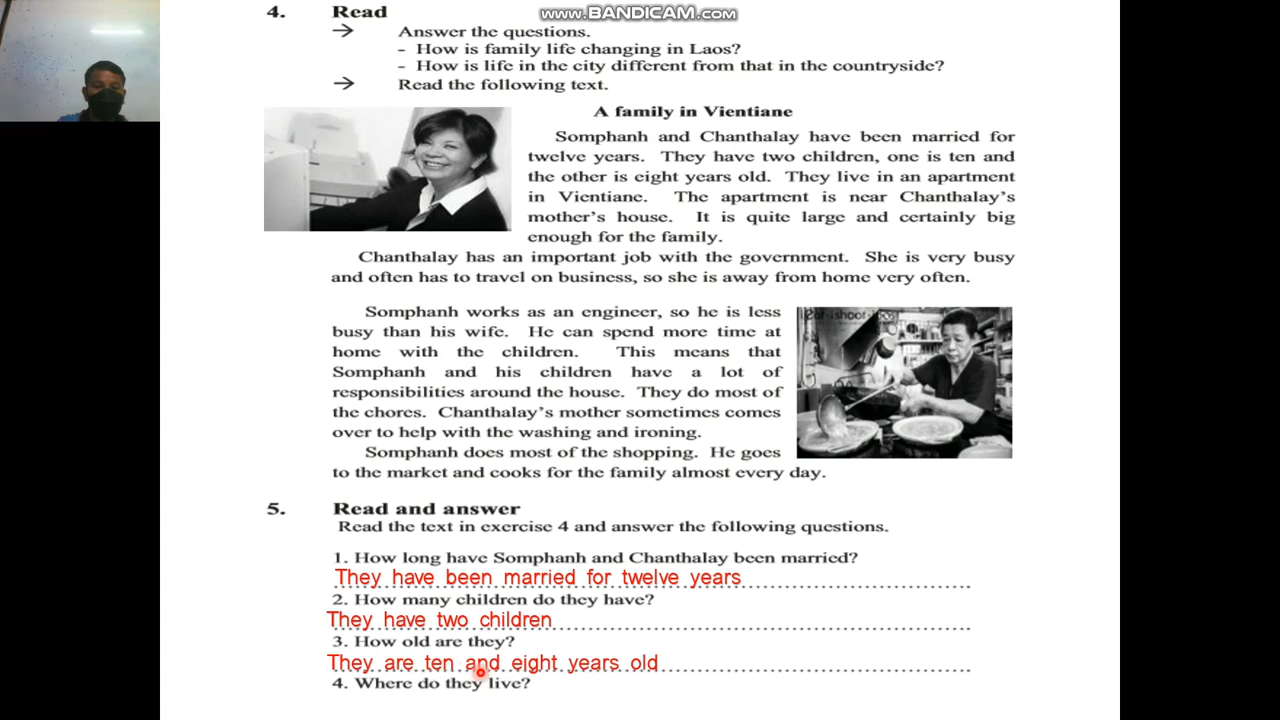 www.BANDICAM.com
4. Read
→ Answer the questions.
- How is family life changing in Laos?
- How is life in the city different from that in the countryside?
→ Read the following text.
A family in Vientiane
Somphanh and Chanthalay have been married for
twelve years. They have two children, one is ten and
the other is eight years old. They live in an apartment
in Vientiane. The apartment is near Chanthalay's
mother's house. It is quite large and certainly big
enough for the family.
Chanthalay has an important job with the government. She is very busy
and often has to travel on business, so she is away from home very often.
Somphanh works as an engineer, so he is less
busy than his wife. He can spend more time at
home with the children. This means that
Somphanh and his children have a lot of
responsibilities around the house. They do most of
the chores. Chanthalay's mother sometimes comes
over to help with the washing and ironing.
Somphanh does most of the shopping. He goes
to the market and cooks for the family almost every day.
5. Read and answer
Read the text in exercise 4 and answer the following questions.
1. How long have Somphanh and Chanthalay been married?
They have been married for twelve years
2. How many children do they have?
They have two children
3. How old are they?
They are ten and eight years old
4. Where do they live?